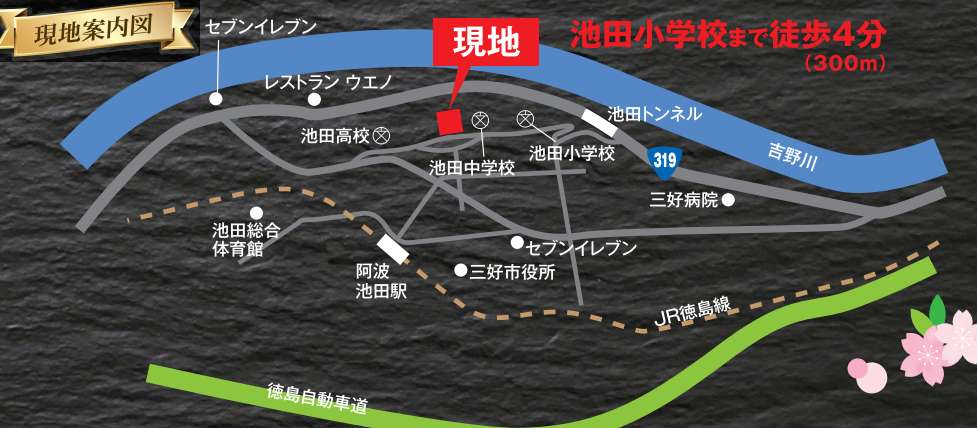 現地案内図
セブンイレブン
現地
池田小学校まで徒歩4分
(300m)
レストラン ウエノ
池田トンネル
池田高校
池田中学校
池田小学校
319
吉野川
三好病院
池田総合
体育館
セブンイレブン
阿波
池田駅
三好市役所
JR徳島線
徳島自動車道